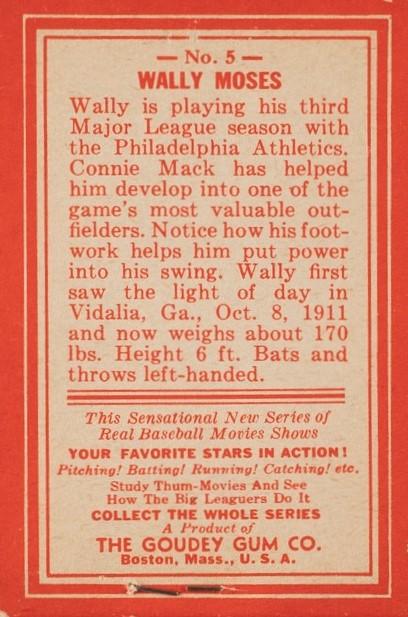 — No. 5 —
WALLY MOSES
Wally is playing his third
Major League season with
the Philadelphia Athletics.
Connie Mack has helped
him develop into one of the
game's most valuable out-
fielders. Notice how his foot-
work helps him put power
into his swing. Wally first
saw the light of day in
Vidalia, Ga., Oct. 8, 1911
and now weighs about 170
lbs. Height 6 ft. Bats and
throws left-handed.
This Sensational New Series of
Real Baseball Movies Shows
YOUR FAVORITE STARS IN ACTION!
Pitching! Batting! Running! Catching! etc.
Study Thum-Movies And See
How The Big Leaguers Do It
COLLECT THE WHOLE SERIES
A Product of
THE GOUDEY GUM CO.
Boston, Mass., U. S. A.